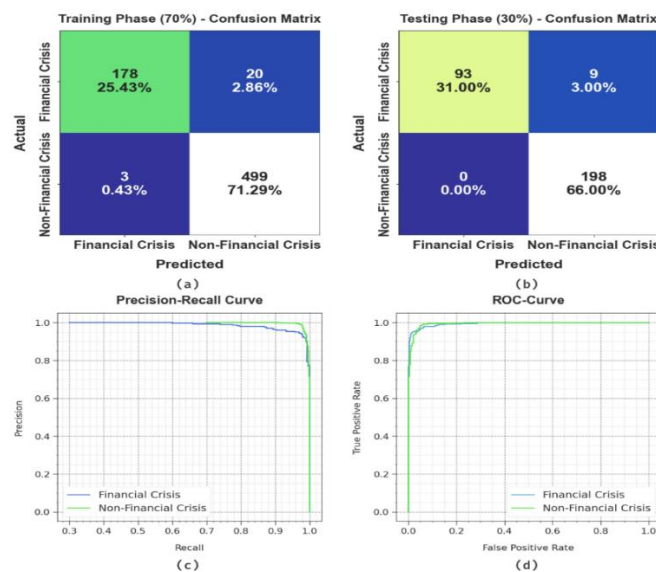 Training Phase (70%) - Confusion Matrix
Actual
Financial Crisis
Non-Financial Crisis
178
25.43%
20
2.86%
3
0.43%
499
71.29%
Financial Crisis
Non-Financial Crisis
Predicted
(a)
Testing Phase (30%) - Confusion Matrix
Actual
Financial Crisis
Non-Financial Crisis
93
31.00%
9
3.00%
0
0.00%
198
66.00%
Financial Crisis
Non-Financial Crisis
Predicted
(b)
Precision-Recall Curve
Precision
1.0
0.8
0.6
0.4
0.2
0.0
Financial Crisis
Non-Financial Crisis
0.3 0.4 0.5 0.6 0.7 0.8 0.9 1.0
Recall
(c)
ROC-Curve
True Positive Rate
1.0
0.8
0.6
0.4
0.2
0.0
Financial Crisis
Non-Financial Crisis
0.0 0.2 0.4 0.6 0.8 1.0
False Positive Rate
(d)